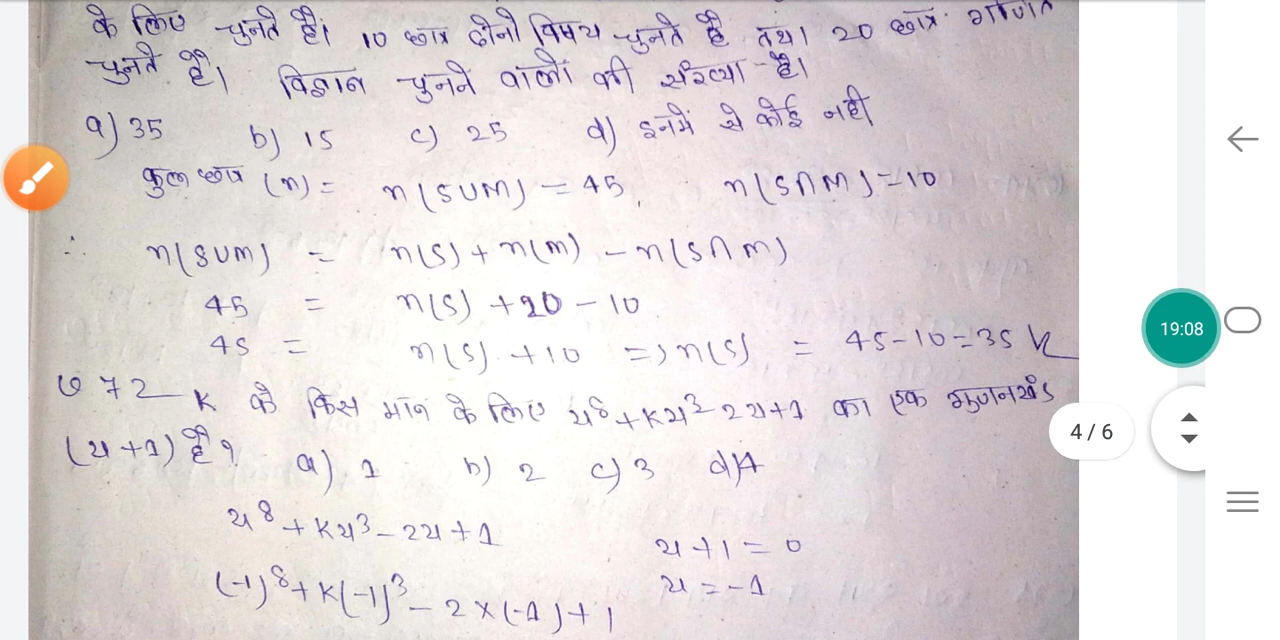 के लिए चुनते हैं। 10 छात्र दोनो विषय चुनते है तथा 20 छात्र गणित
चुनते है। विज्ञान चुनने वालो की संख्या है।
a) 35 b) 15 c) 25 d) इनमें से कोई नही
कुल छात्र (n) = n(SUM) = 45, n(S∩M) = 10
∴ n(SUM) = n(S) + n(m) - n(S∩M)
45 = n(S) + 20 - 10
45 = n(S) + 10 => n(S) = 45-10=35
72 K के किस मान के लिए x⁸+Kx³-2x+1 का एक गुणनखंड
(x+1) है?
a) 1 b) 2 c) 3 d) 4
x⁸ + Kx³ - 2x + 1 x + 1 = 0
(-1)⁸ + K(-1)³ - 2×(-1) + 1 x = -1
19:08
4 / 6